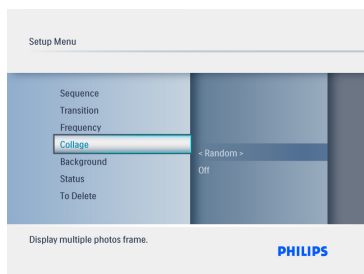 Setup Menu
Sequence
Transition
Frequency
Collage
Background
Status
To Delete
< Random >
Off
Display multiple photos frame.
PHILIPS